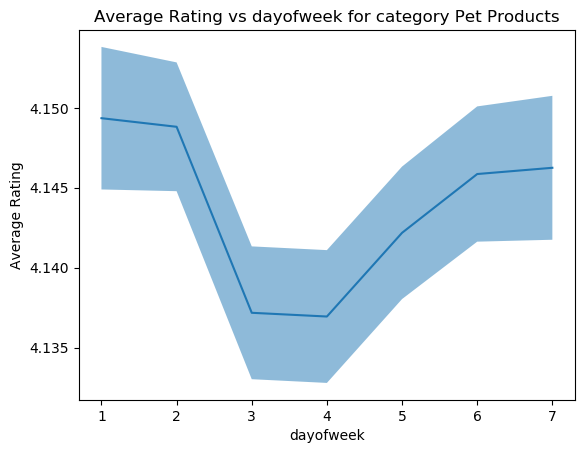 Average Rating vs dayofweek for category Pet Products
Average Rating
4.150
4.145
4.140
4.135
1 2 3 4 5 6 7
dayofweek